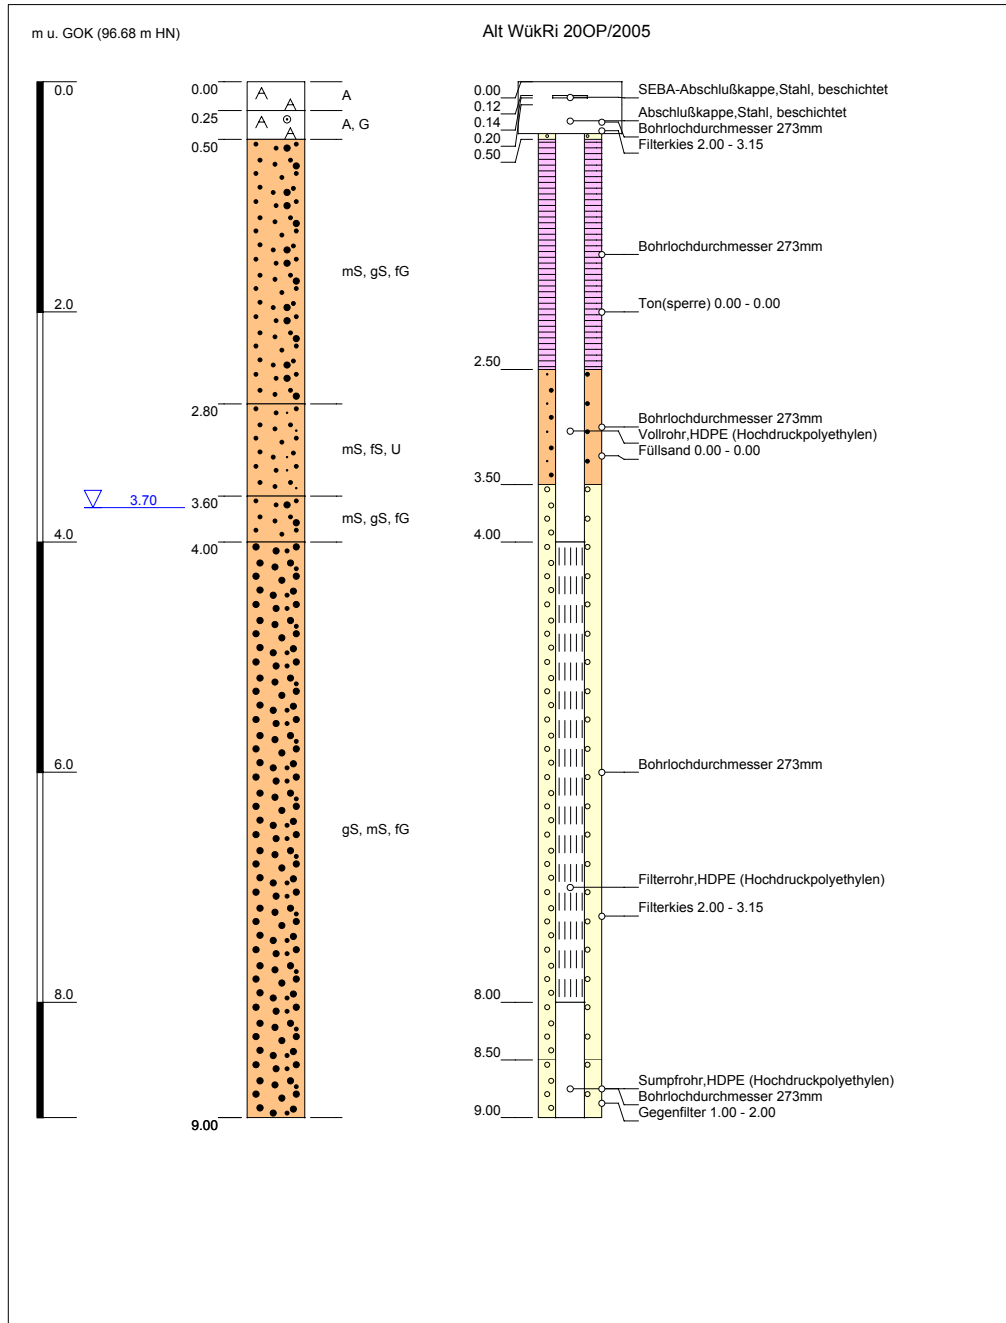 m u. GOK (96.68 m HN)
Alt WükRi 20OP/2005
0.0
2.0
4.0
6.0
8.0
3.70
0.00
0.25
0.50
2.80
3.60
4.00
9.00
A
A, G
mS, gS, fG
mS, fS, U
mS, gS, fG
gS, mS, fG
0.00
0.12
0.14
0.20
0.50
2.50
3.50
4.00
8.00
8.50
9.00
SEBA-Abschlußkappe,Stahl, beschichtet
Abschlußkappe,Stahl, beschichtet
Bohrlochdurchmesser 273mm
Filterkies 2.00 - 3.15
Bohrlochdurchmesser 273mm
Ton(sperre) 0.00 - 0.00
Bohrlochdurchmesser 273mm
Vollrohr,HDPE (Hochdruckpolyethylen)
Füllsand 0.00 - 0.00
Bohrlochdurchmesser 273mm
Filterrohr,HDPE (Hochdruckpolyethylen)
Filterkies 2.00 - 3.15
Sumpfrohr,HDPE (Hochdruckpolyethylen)
Bohrlochdurchmesser 273mm
Gegenfilter 1.00 - 2.00